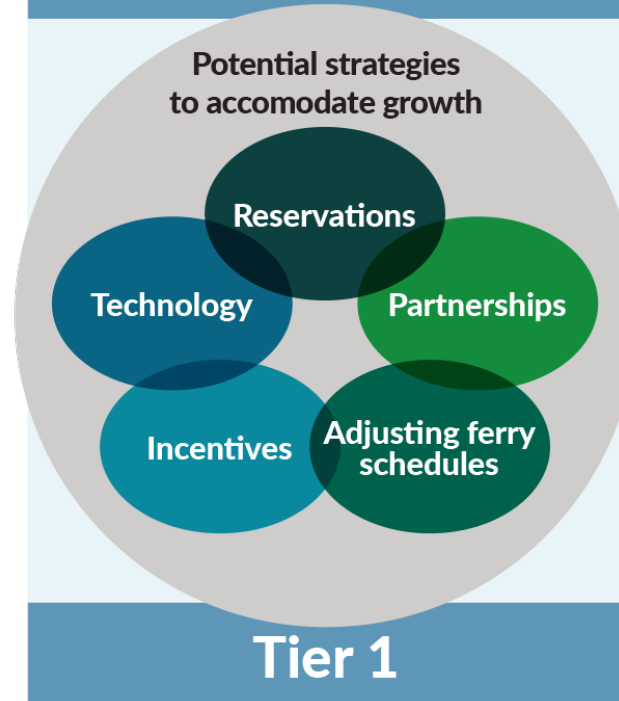 Potential strategies
to accomodate growth
Reservations
Technology
Partnerships
Incentives
Adjusting ferry
schedules
Tier 1